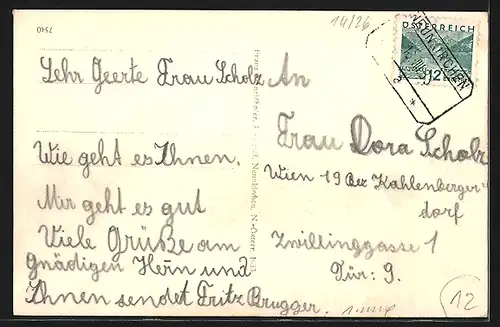 7540
14/26
ÖSTERREICH
12
NEUNKIRCHEN
Sehr Geerte Frau Scholz
Wie geht es Ihnen.
Mir geht es gut
Viele Grüße am
gnädigen Herrn und
Ihnen sendet Fritz Brugger.
An
Frau Dora Scholz
Wien 19 Kahlenberger
dorf
Zwillinggasse 1
Tür: 9.
12